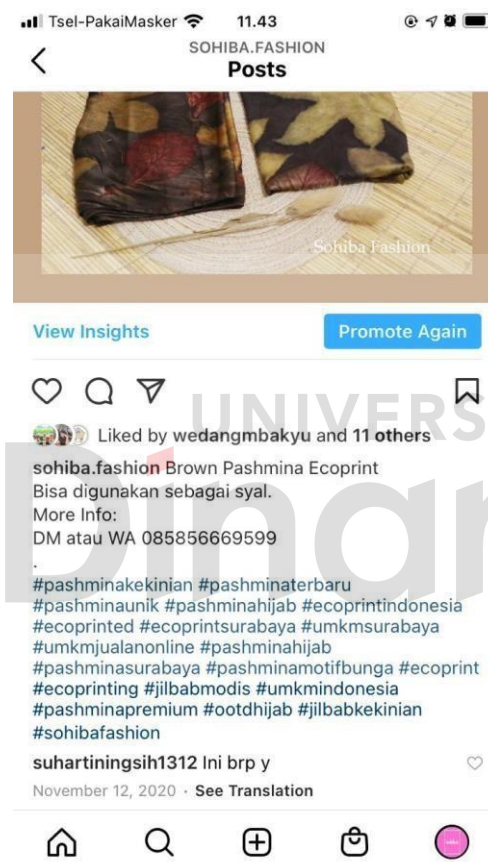 Tsel-PakaiMasker 11.43
SOHIBA.FASHION
Posts
Sohiba Fashion
View Insights
Promote Again
UNIVERS
Dinar
Liked by wedangmbakyu and 11 others
sohiba.fashion Brown Pashmina Ecoprint
Bisa digunakan sebagai syal.
More Info:
DM atau WA 085856669599
.
#pashminakekinian #pashminaterbaru
#pashminaunik #pashminahijab #ecoprintindonesia
#ecoprinted #ecoprintsurabaya #umkmsurabaya
#umkmjualanonline #pashminahijab
#pashminasurabaya #pashminamotifbunga #ecoprint
#ecoprinting #jilbabmodis #umkmindonesia
#pashminapremium #ootdhijab #jilbabkekinian
#sohibafashion
suhartiningsih1312 Ini brp y
November 12, 2020 · See Translation